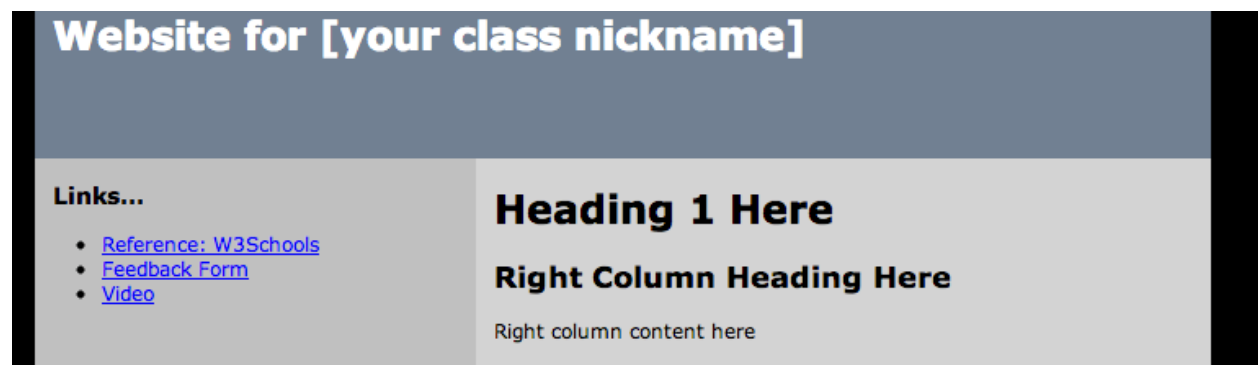 Website for [your class nickname]
Links...
Reference: W3Schools
Feedback Form
Video
Heading 1 Here
Right Column Heading Here
Right column content here